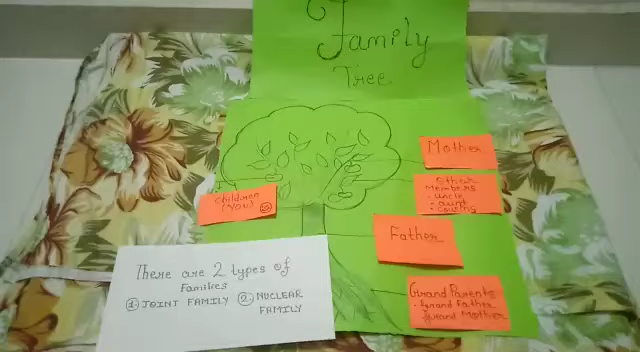 Family
Tree
Mother
Other
Members
• uncle
• aunt
• cousins
Children
(You)
Father
Grand Parents
• Grand Father
• Grand Mother
There are 2 types of
Families
① JOINT FAMILY ② NUCLEAR
FAMILY